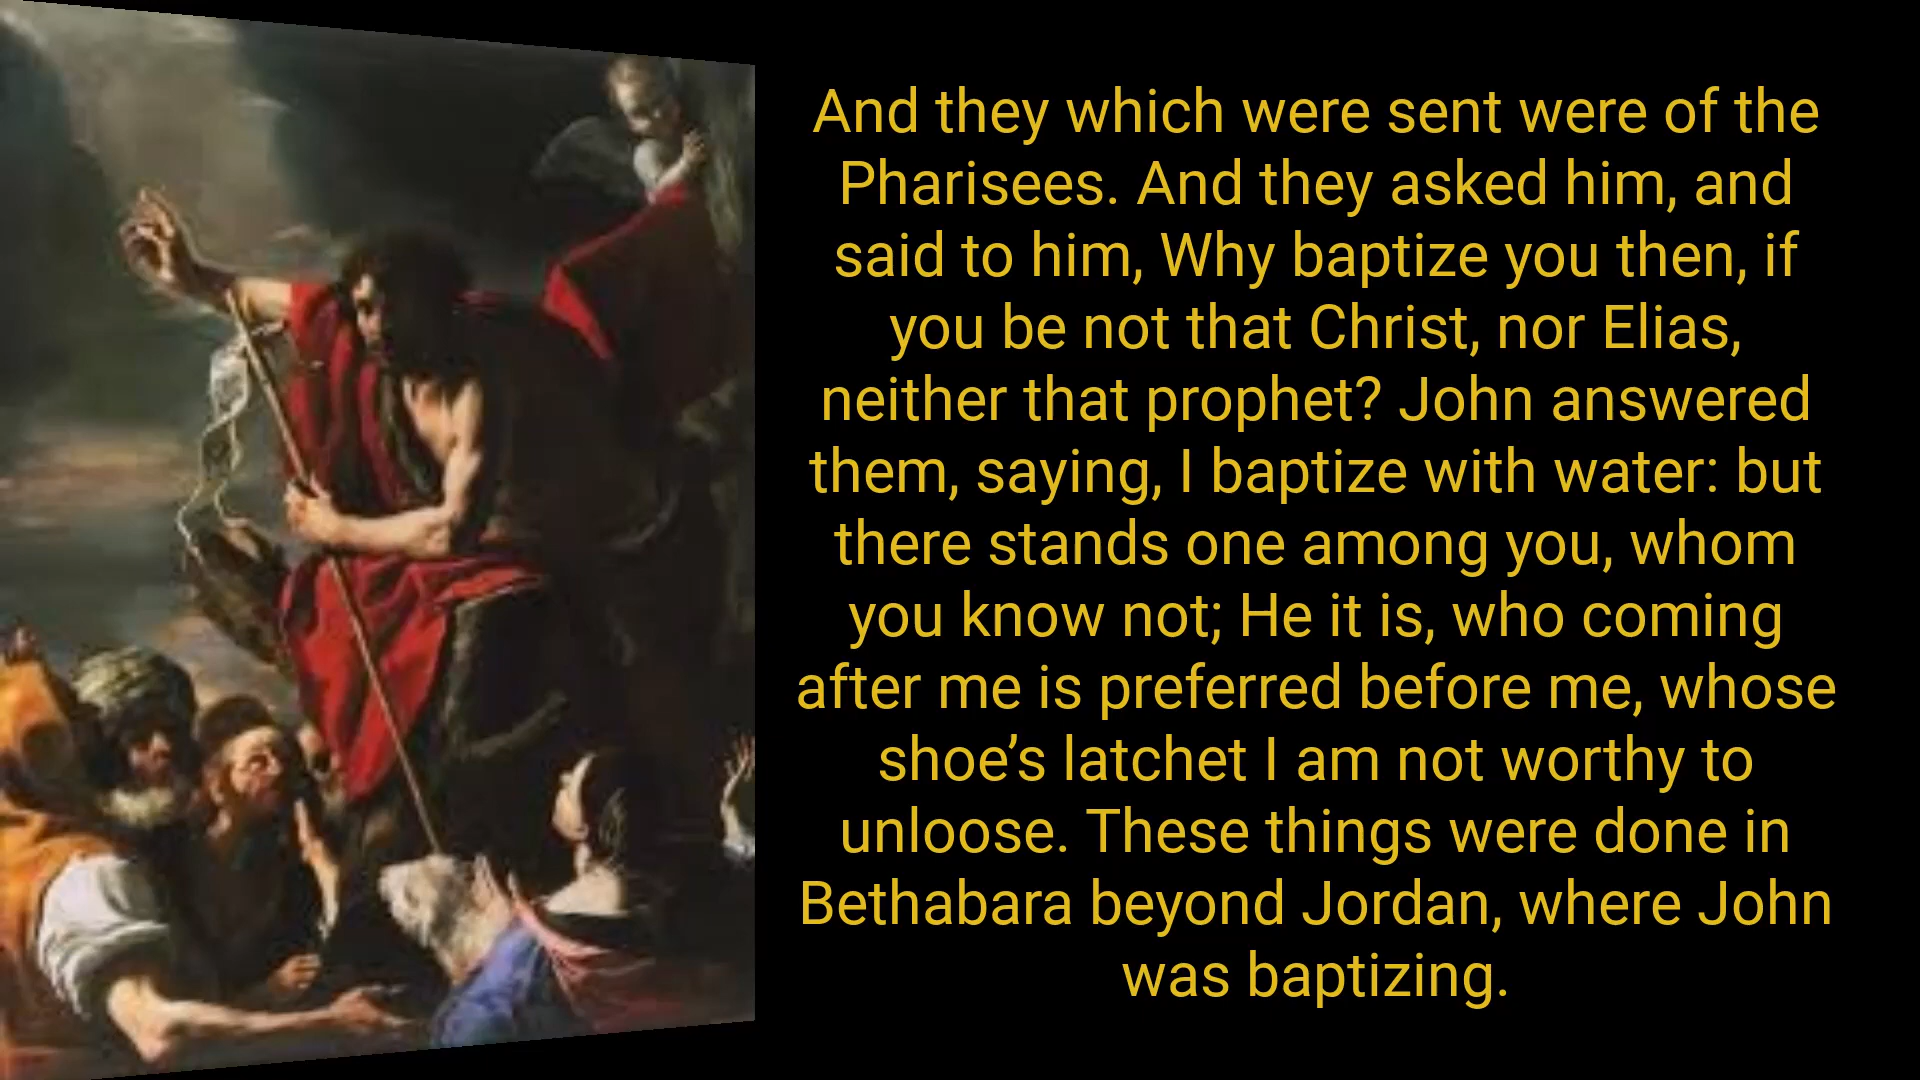 And they which were sent were of the
Pharisees. And they asked him, and
said to him, Why baptize you then, if
you be not that Christ, nor Elias,
neither that prophet? John answered
them, saying, I baptize with water: but
there stands one among you, whom
you know not; He it is, who coming
after me is preferred before me, whose
shoe’s latchet I am not worthy to
unloose. These things were done in
Bethabara beyond Jordan, where John
was baptizing.